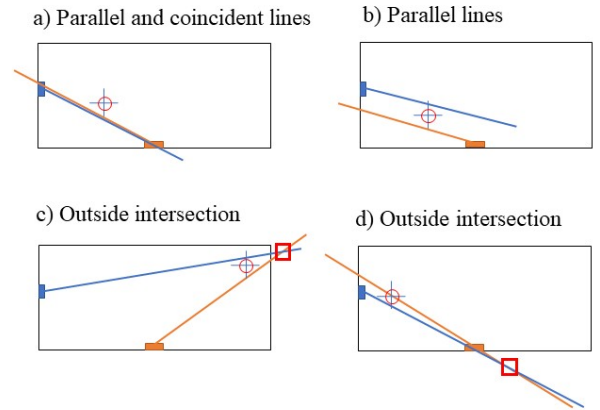 a) Parallel and coincident lines
b) Parallel lines
c) Outside intersection
d) Outside intersection